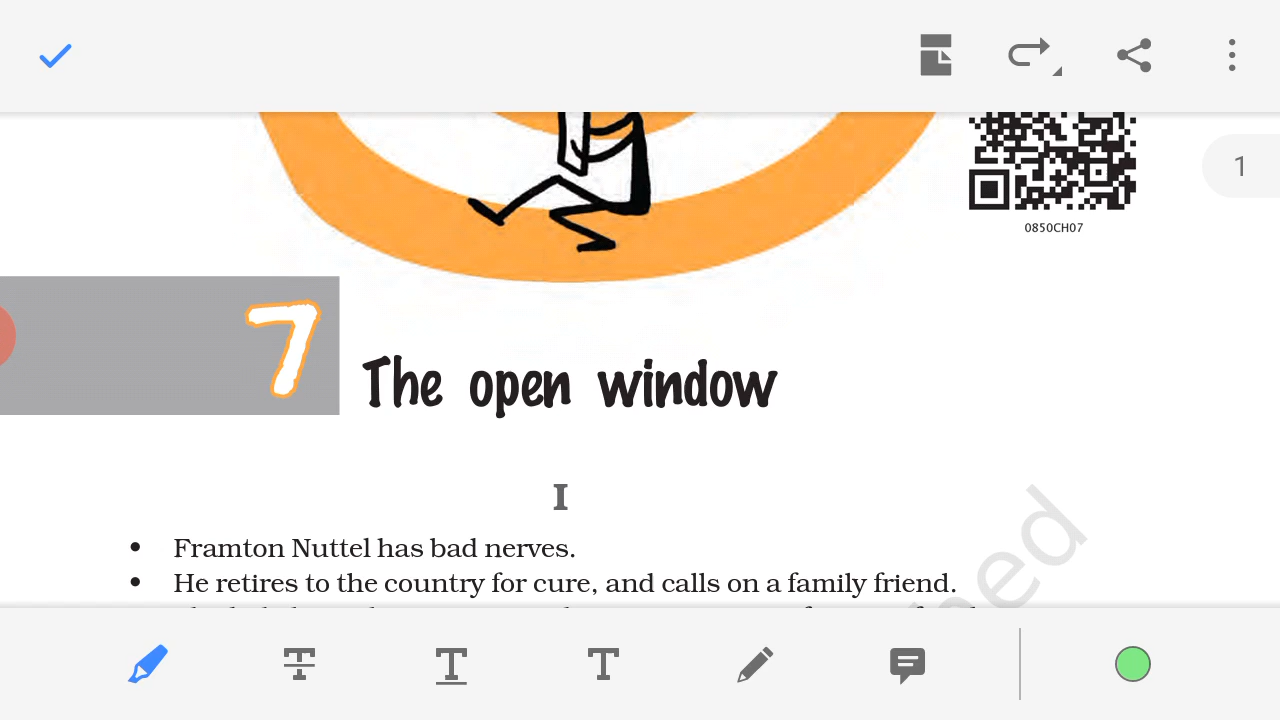 0850CH07
1
7
The open window
I
• Framton Nuttel has bad nerves.
• He retires to the country for cure, and calls on a family friend.